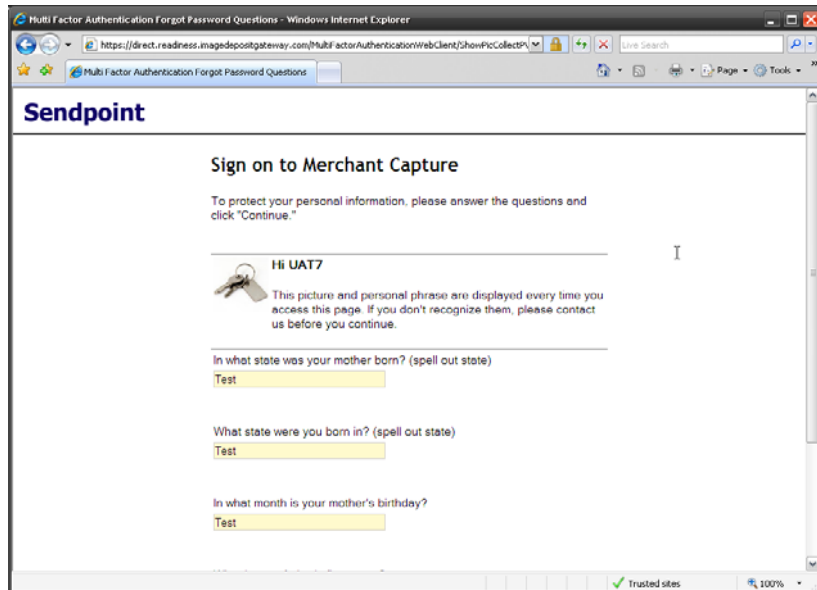 Multi Factor Authentication Forgot Password Questions - Windows Internet Explorer
https://direct.readiness.imagedepositgateway.com/MultiFactorAuthenticationWebClient/ShowPicCollectP
Live Search
Multi Factor Authentication Forgot Password Questions
Page
Tools
Sendpoint
Sign on to Merchant Capture
To protect your personal information, please answer the questions and
click "Continue."
Hi UAT7
This picture and personal phrase are displayed every time you
access this page. If you don't recognize them, please contact
us before you continue.
In what state was your mother born? (spell out state)
Test
What state were you born in? (spell out state)
Test
In what month is your mother's birthday?
Test
Trusted sites
100%